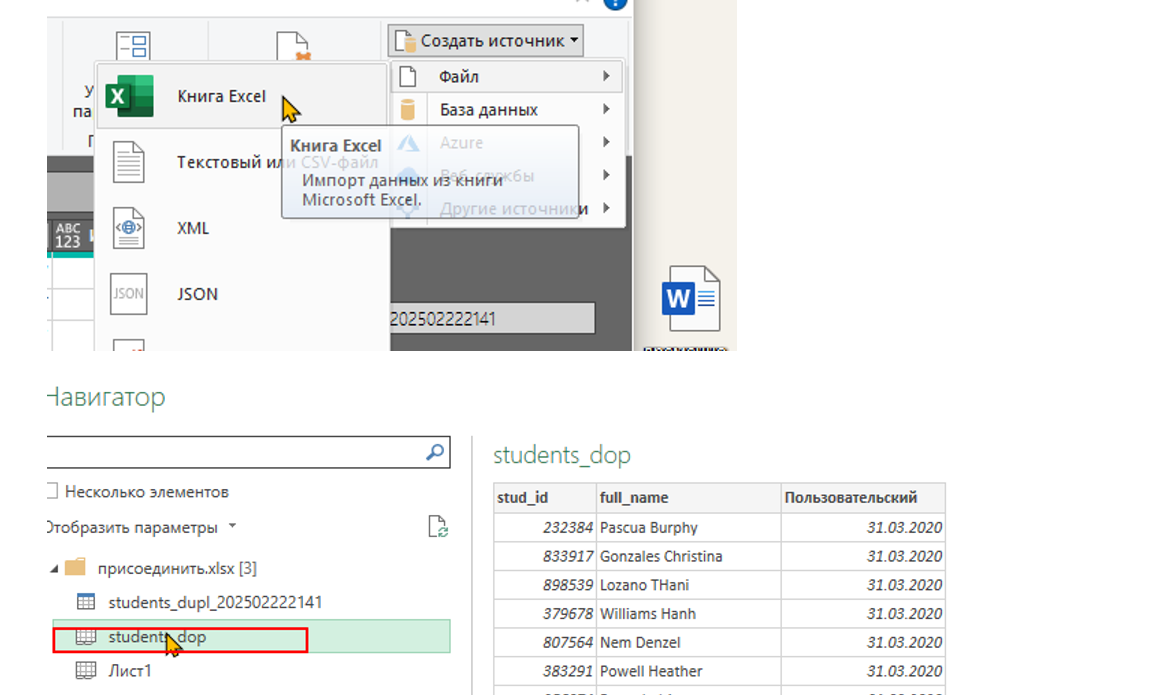 Создать источник
Файл
Книга Excel
База данных
Azure
Книга Excel
Текстовый или CSV-файл
Веб-службы
Импорт данных из книги
Microsoft Excel.
Другие источники
ABC
123
XML
JSON
JSON
202502222141
W
Навигатор
Несколько элементов
Отобразить параметры
присоединить.xlsx [3]
students_dupl_202502222141
students_dop
Лист1
students_dop
stud_id full_name Пользовательский
232384 Pascua Burphy 31.03.2020
833917 Gonzales Christina 31.03.2020
898539 Lozano THani 31.03.2020
379678 Williams Hanh 31.03.2020
807564 Nem Denzel 31.03.2020
383291 Powell Heather 31.03.2020